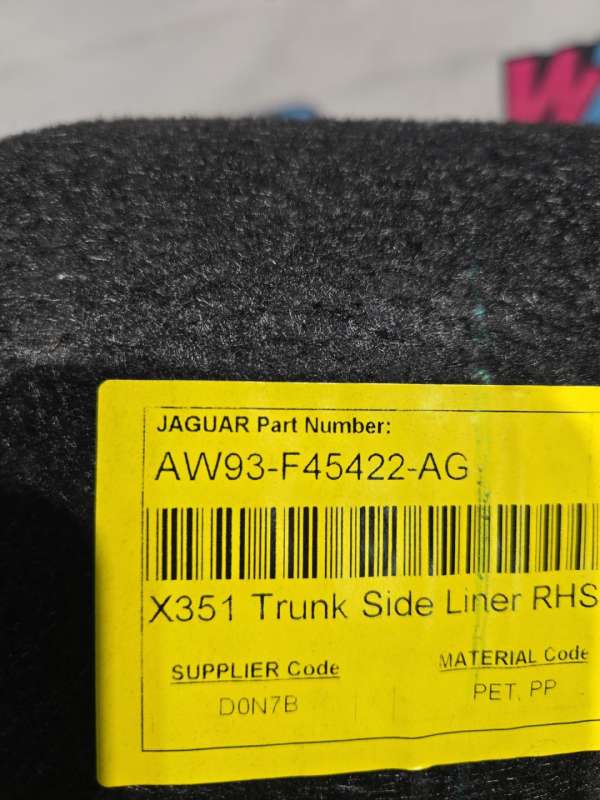 JAGUAR Part Number:
AW93-F45422-AG
X351 Trunk Side Liner RHS
SUPPLIER Code
MATERIAL Code
D0N7B
PET, PP